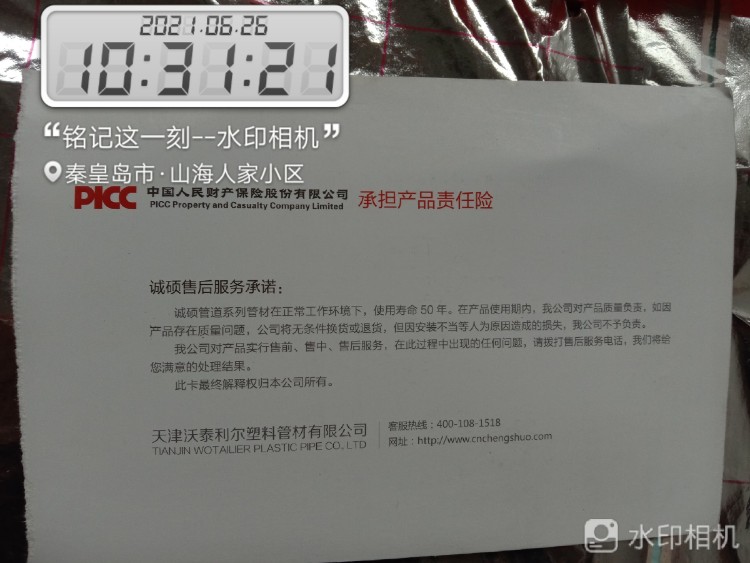 2021.06.26
10:31:21
“铭记这一刻--水印相机”
秦皇岛市·山海人家小区
PICC 中国人民财产保险股份有限公司 承担产品责任险
PICC Property and Casualty Company Limited
诚硕售后服务承诺：
诚硕管道系列管材在正常工作环境下，使用寿命 50 年。在产品使用期内，我公司对产品质量负责，如因
产品存在质量问题，公司将无条件换货或退货，但因安装不当等人为原因造成的损失，我公司不予负责。
我公司对产品实行售前、售中、售后服务，在此过程中出现的任何问题，请拨打售后服务电话，我们将给
您满意的处理结果。
此卡最终解释权归本公司所有。
天津沃泰利尔塑料管材有限公司
TIANJIN WOTAILIER PLASTIC PIPE CO., LTD
客服热线：400-108-1518
网址：http://www.cnchengshuo.com
水印相机